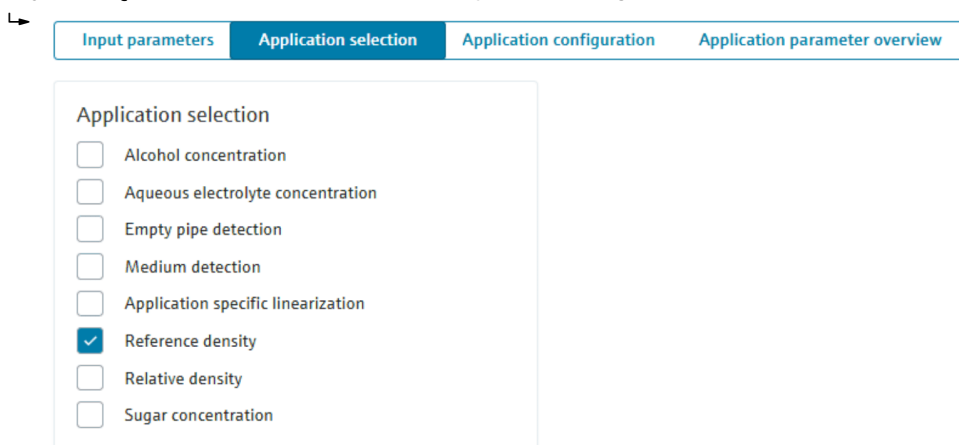 Input parameters Application selection Application configuration Application parameter overview
Application selection
Alcohol concentration
Aqueous electrolyte concentration
Empty pipe detection
Medium detection
Application specific linearization
Reference density
Relative density
Sugar concentration